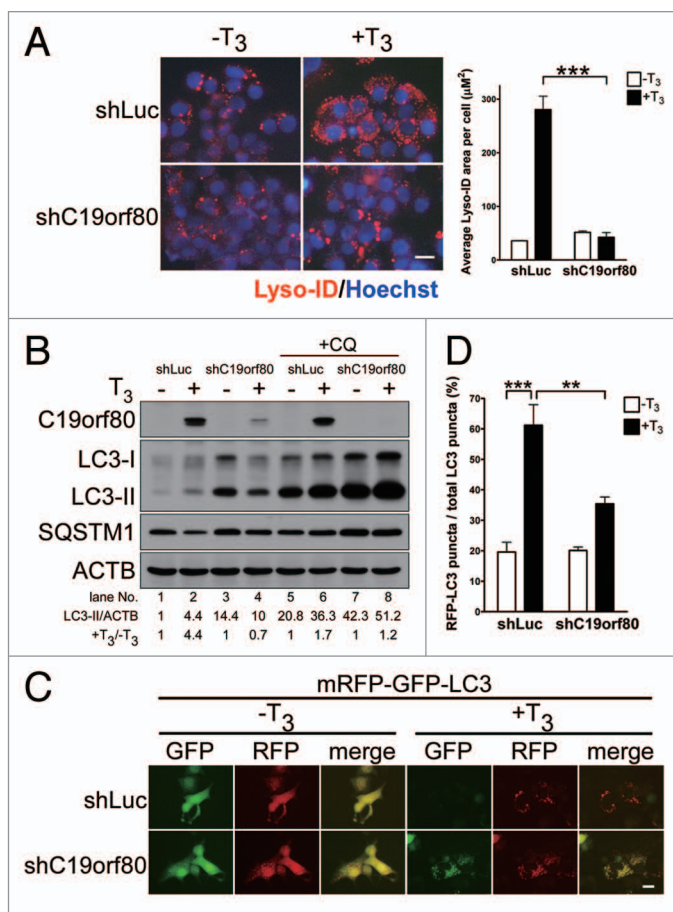 A
-T3
+T3
shLuc
shC19orf80
Lyso-ID/Hoechst
Average Lyso-ID area per cell (μM²)
300
200
100
0
***
-T3
+T3
shLuc
shC19orf80
B
+CQ
shLuc
shC19orf80
shLuc
shC19orf80
T3
- + - + - + - +
C19orf80
LC3-I
LC3-II
SQSTM1
ACTB
lane No. 1 2 3 4 5 6 7 8
LC3-II/ACTB 1 4.4 14.4 10 20.8 36.3 42.3 51.2
+T3/-T3 1 4.4 1 0.7 1 1.7 1 1.2
D
RFP-LC3 puncta / total LC3 puncta (%)
70
60
50
40
30
20
10
0
***
**
-T3
+T3
shLuc
shC19orf80
C
mRFP-GFP-LC3
-T3
+T3
GFP RFP merge GFP RFP merge
shLuc
shC19orf80